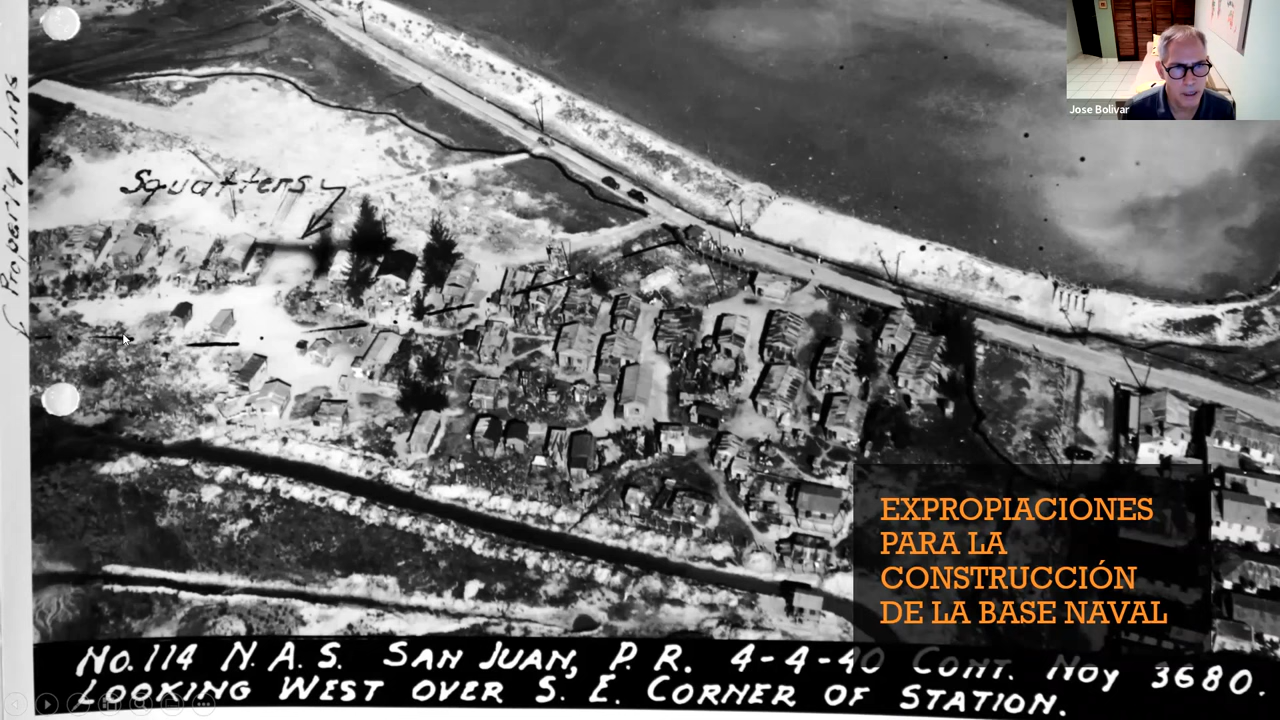 Property Line
Squatters
Jose Bolivar
EXPROPIACIONES
PARA LA
CONSTRUCCIÓN
DE LA BASE NAVAL
No. 114 N. A. S. SAN JUAN, P. R. 4-4-40 CONT. NOY 3680.
LOOKING WEST OVER S. E. CORNER OF STATION.